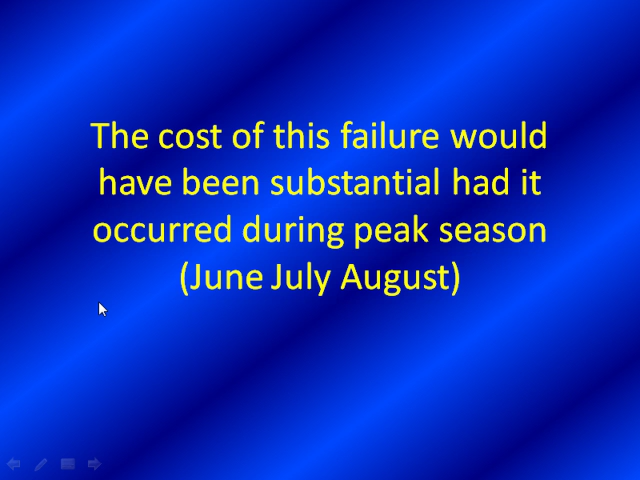 The cost of this failure would
have been substantial had it
occurred during peak season
(June July August)